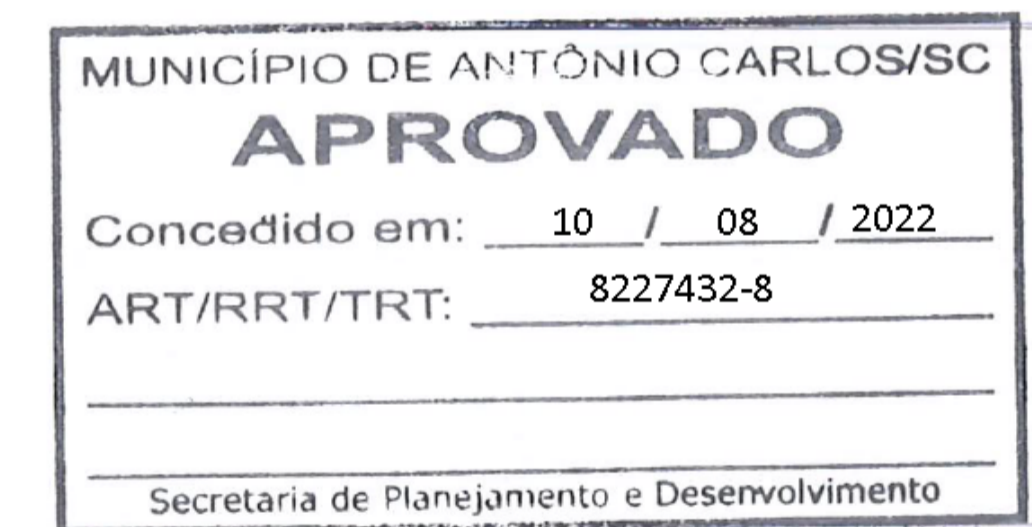 MUNICÍPIO DE ANTÔNIO CARLOS/SC
APROVADO
Concedido em: 10 / 08 / 2022
ART/RRT/TRT: 8227432-8
Secretaria de Planejamento e Desenvolvimento